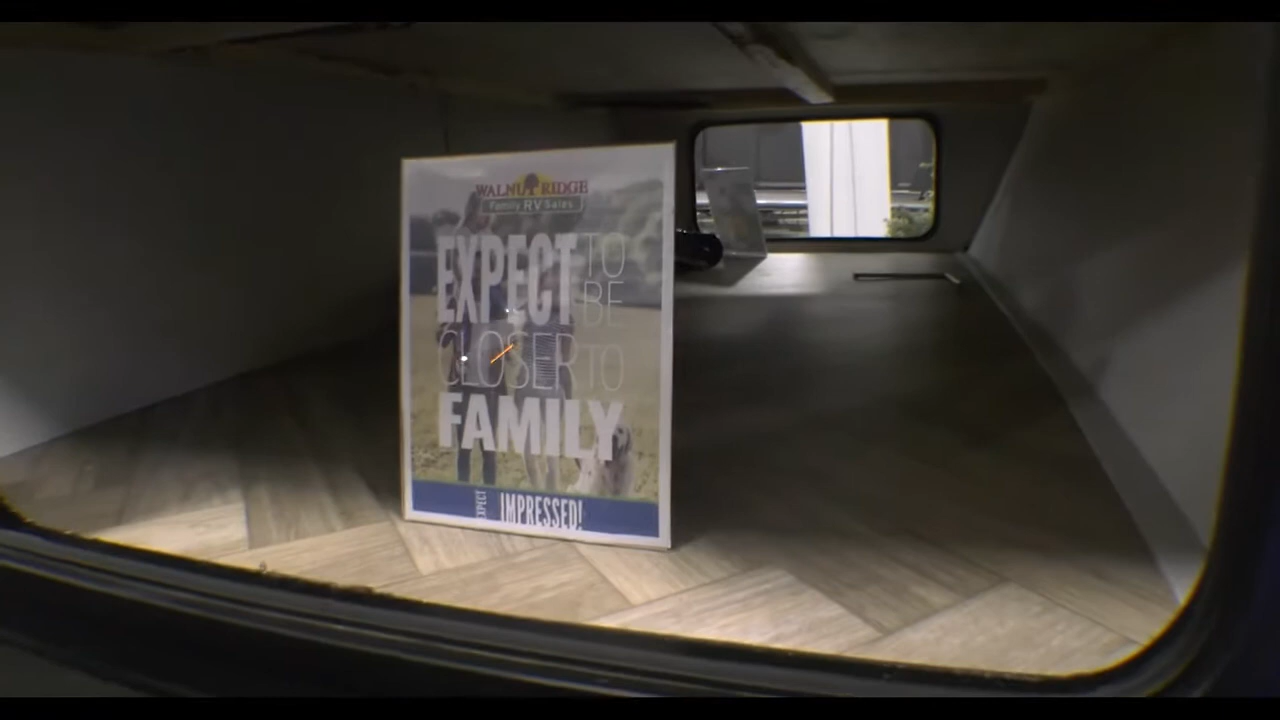 WALNUT RIDGE
Family RV Sales
EXPECT TO
BE
CLOSER TO
FAMILY
EXPECT IMPRESSED!